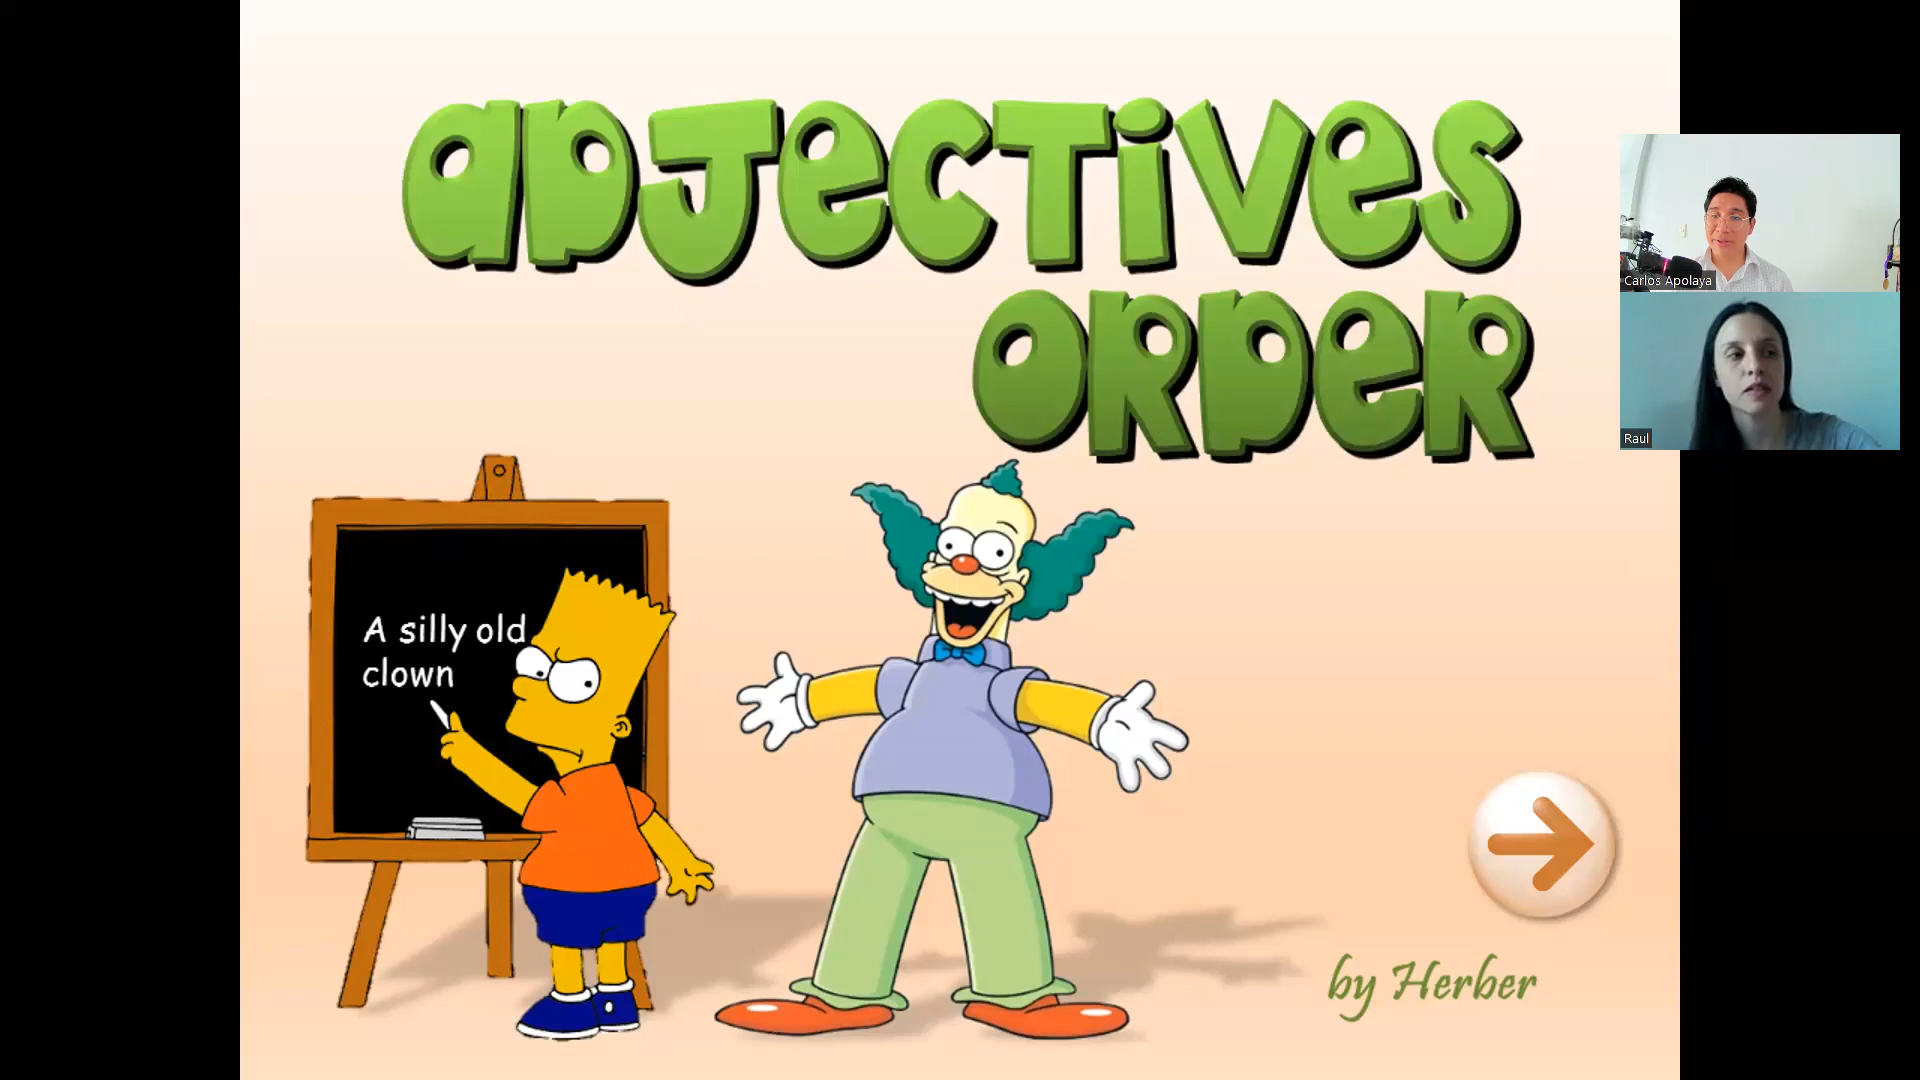 ADJECTIVES
ORDER
A silly old
clown
by Herber
Carlos Apolaya
Raul